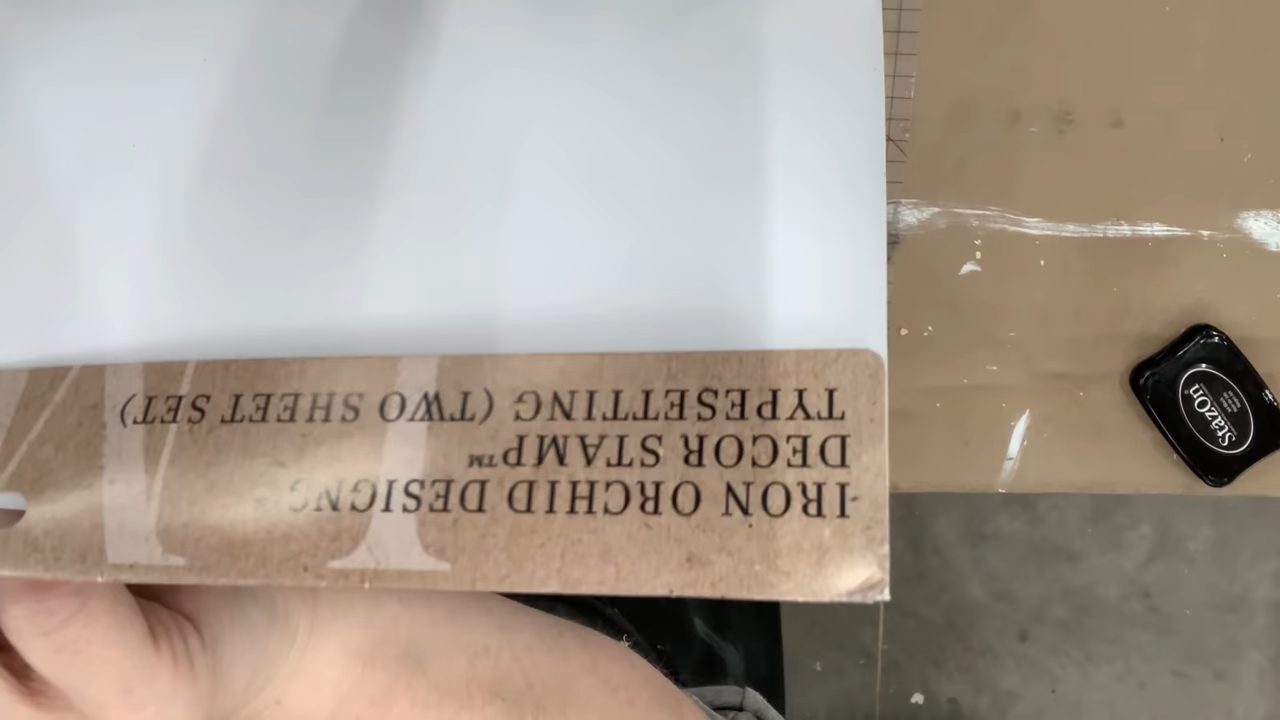 IRON ORCHID DESIGNS
DECOR STAMP™
TYPESETTING (TWO SHEET SET)
StazOn